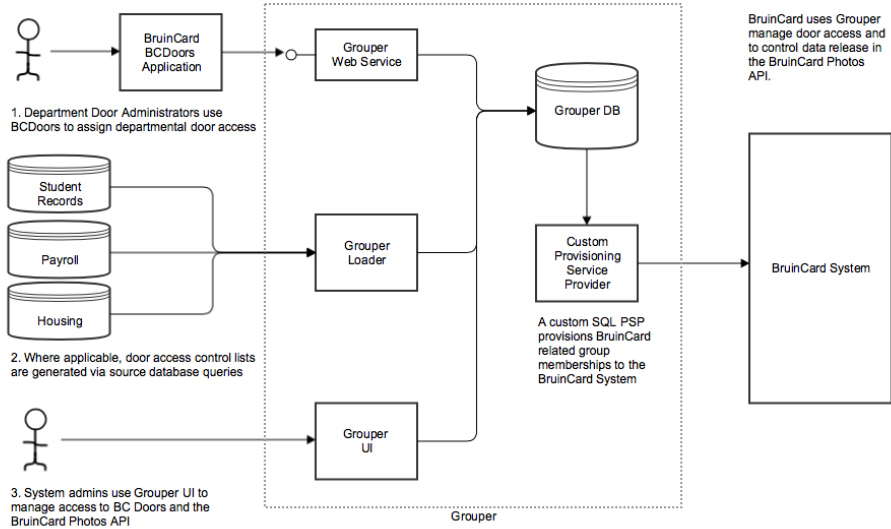 BruinCard
BCDoors
Application
Grouper
Web Service
Grouper DB
BruinCard uses Grouper
manage door access and
to control data release in
the BruinCard Photos
API.
1. Department Door Administrators use
BCDoors to assign departmental door access
Student
Records
Payroll
Housing
Grouper
Loader
Custom
Provisioning
Service
Provider
BruinCard System
A custom SQL PSP
provisions BruinCard
related group
memberships to the
BruinCard System
2. Where applicable, door access control lists
are generated via source database queries
Grouper
UI
3. System admins use Grouper UI to
manage access to BC Doors and the
BruinCard Photos API
Grouper